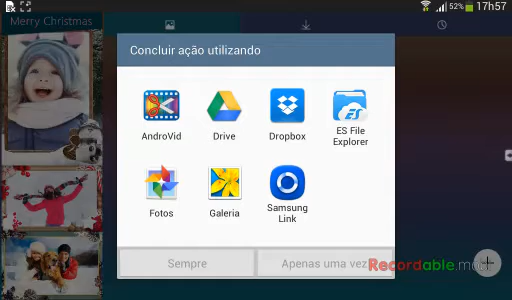 52% 17h57
Merry Christmas
Concluir ação utilizando
AndroVid
Drive
Dropbox
ES
ES File
Explorer
Fotos
Galeria
Samsung
Link
Sempre
Apenas uma vez
Recordable.mobi